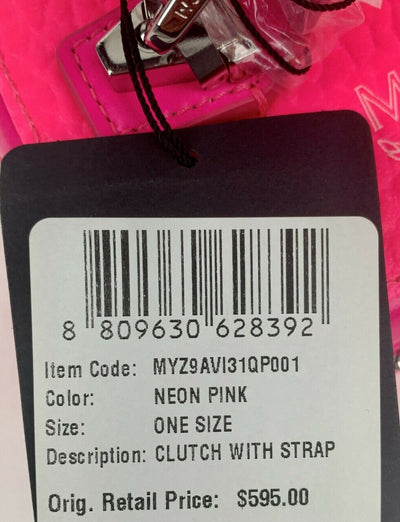 8 809630 628392
Item Code: MYZ9AVI31QP001
Color: NEON PINK
Size: ONE SIZE
Description: CLUTCH WITH STRAP
Orig. Retail Price: $595.00